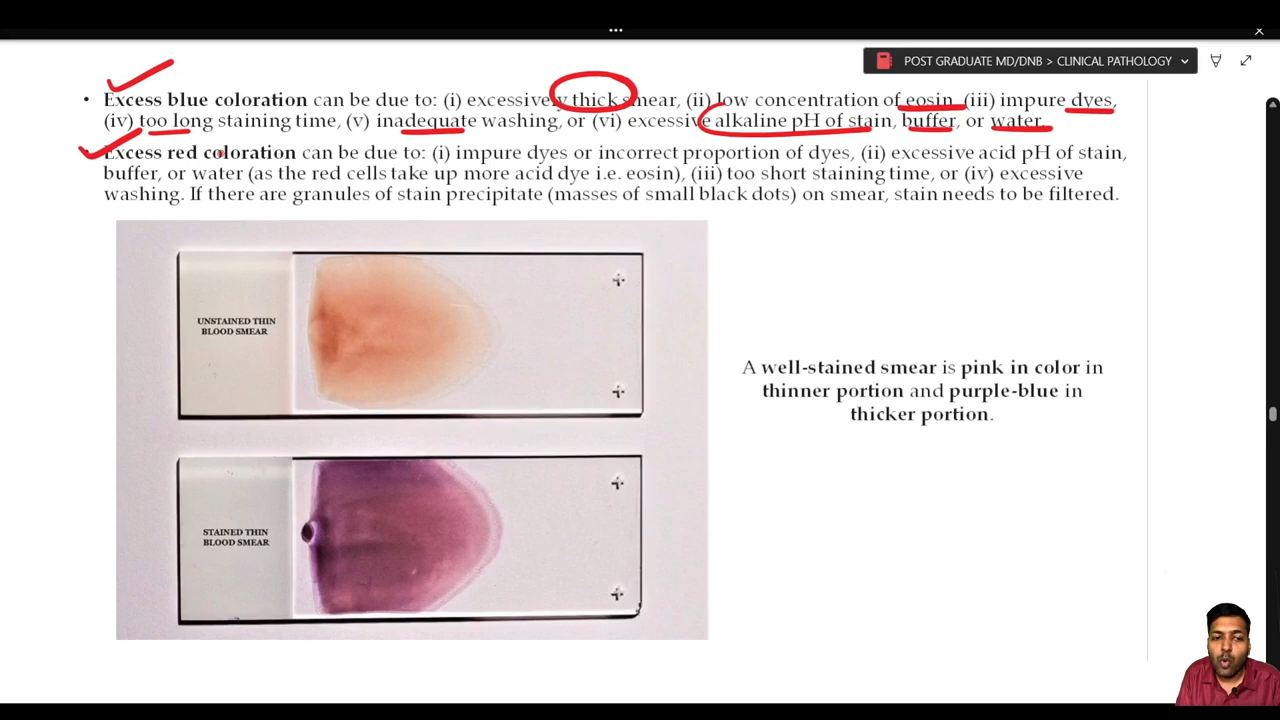 POST GRADUATE MD/DNB > CLINICAL PATHOLOGY
• Excess blue coloration can be due to: (i) excessively thick smear, (ii) low concentration of eosin, (iii) impure dyes,
(iv) too long staining time, (v) inadequate washing, or (vi) excessive alkaline pH of stain, buffer, or water.
• Excess red coloration can be due to: (i) impure dyes or incorrect proportion of dyes, (ii) excessive acid pH of stain,
buffer, or water (as the red cells take up more acid dye i.e. eosin), (iii) too short staining time, or (iv) excessive
washing. If there are granules of stain precipitate (masses of small black dots) on smear, stain needs to be filtered.
UNSTAINED THIN
BLOOD SMEAR
A well-stained smear is pink in color in
thinner portion and purple-blue in
thicker portion.
STAINED THIN
BLOOD SMEAR